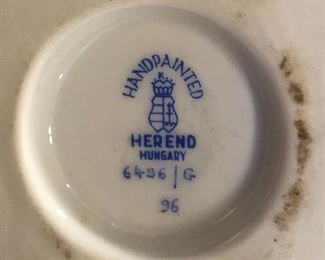 HANDPAINTED
K
HEREND
HUNGARY
6496/G
96